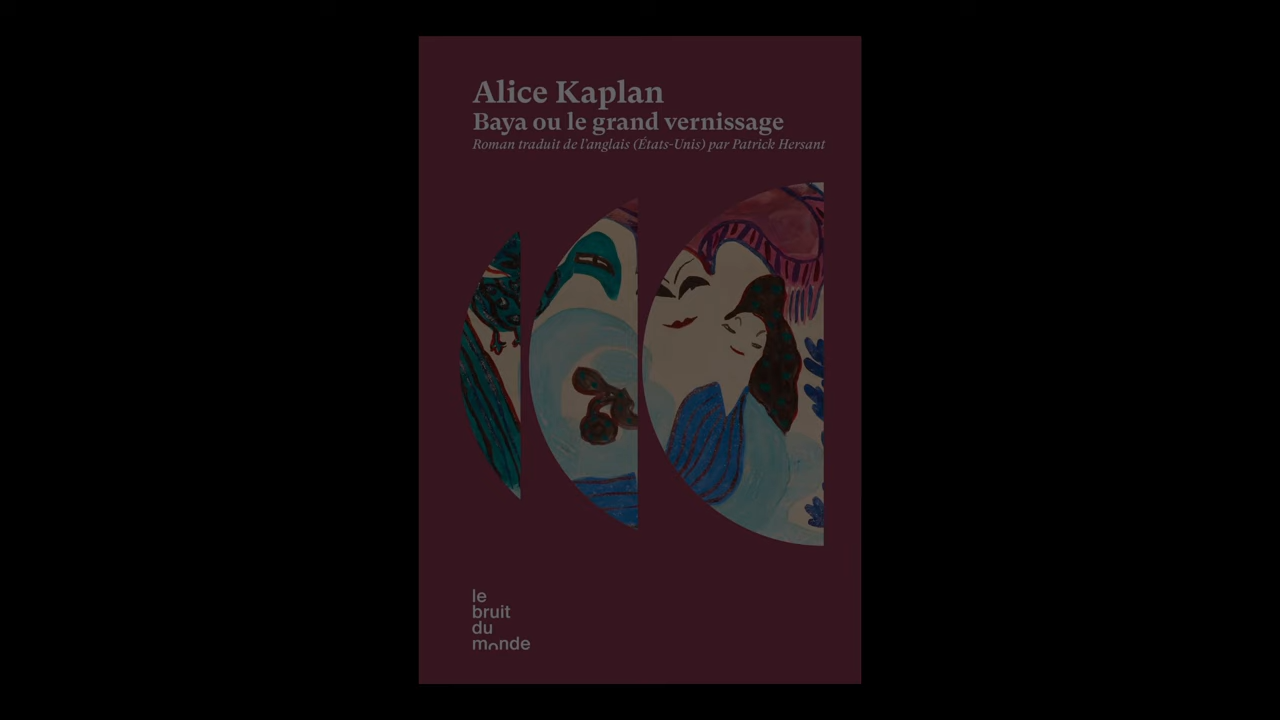 Alice Kaplan
Baya ou le grand vernissage
Roman traduit de l'anglais (États-Unis) par Patrick Hersant
le
bruit
du
monde